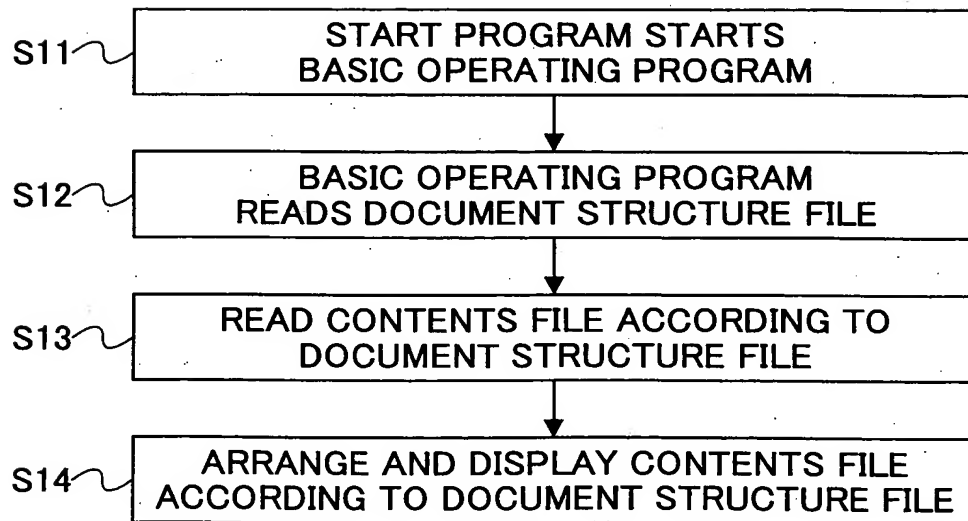 S11
START PROGRAM STARTS
BASIC OPERATING PROGRAM
S12
BASIC OPERATING PROGRAM
READS DOCUMENT STRUCTURE FILE
S13
READ CONTENTS FILE ACCORDING TO
DOCUMENT STRUCTURE FILE
S14
ARRANGE AND DISPLAY CONTENTS FILE
ACCORDING TO DOCUMENT STRUCTURE FILE